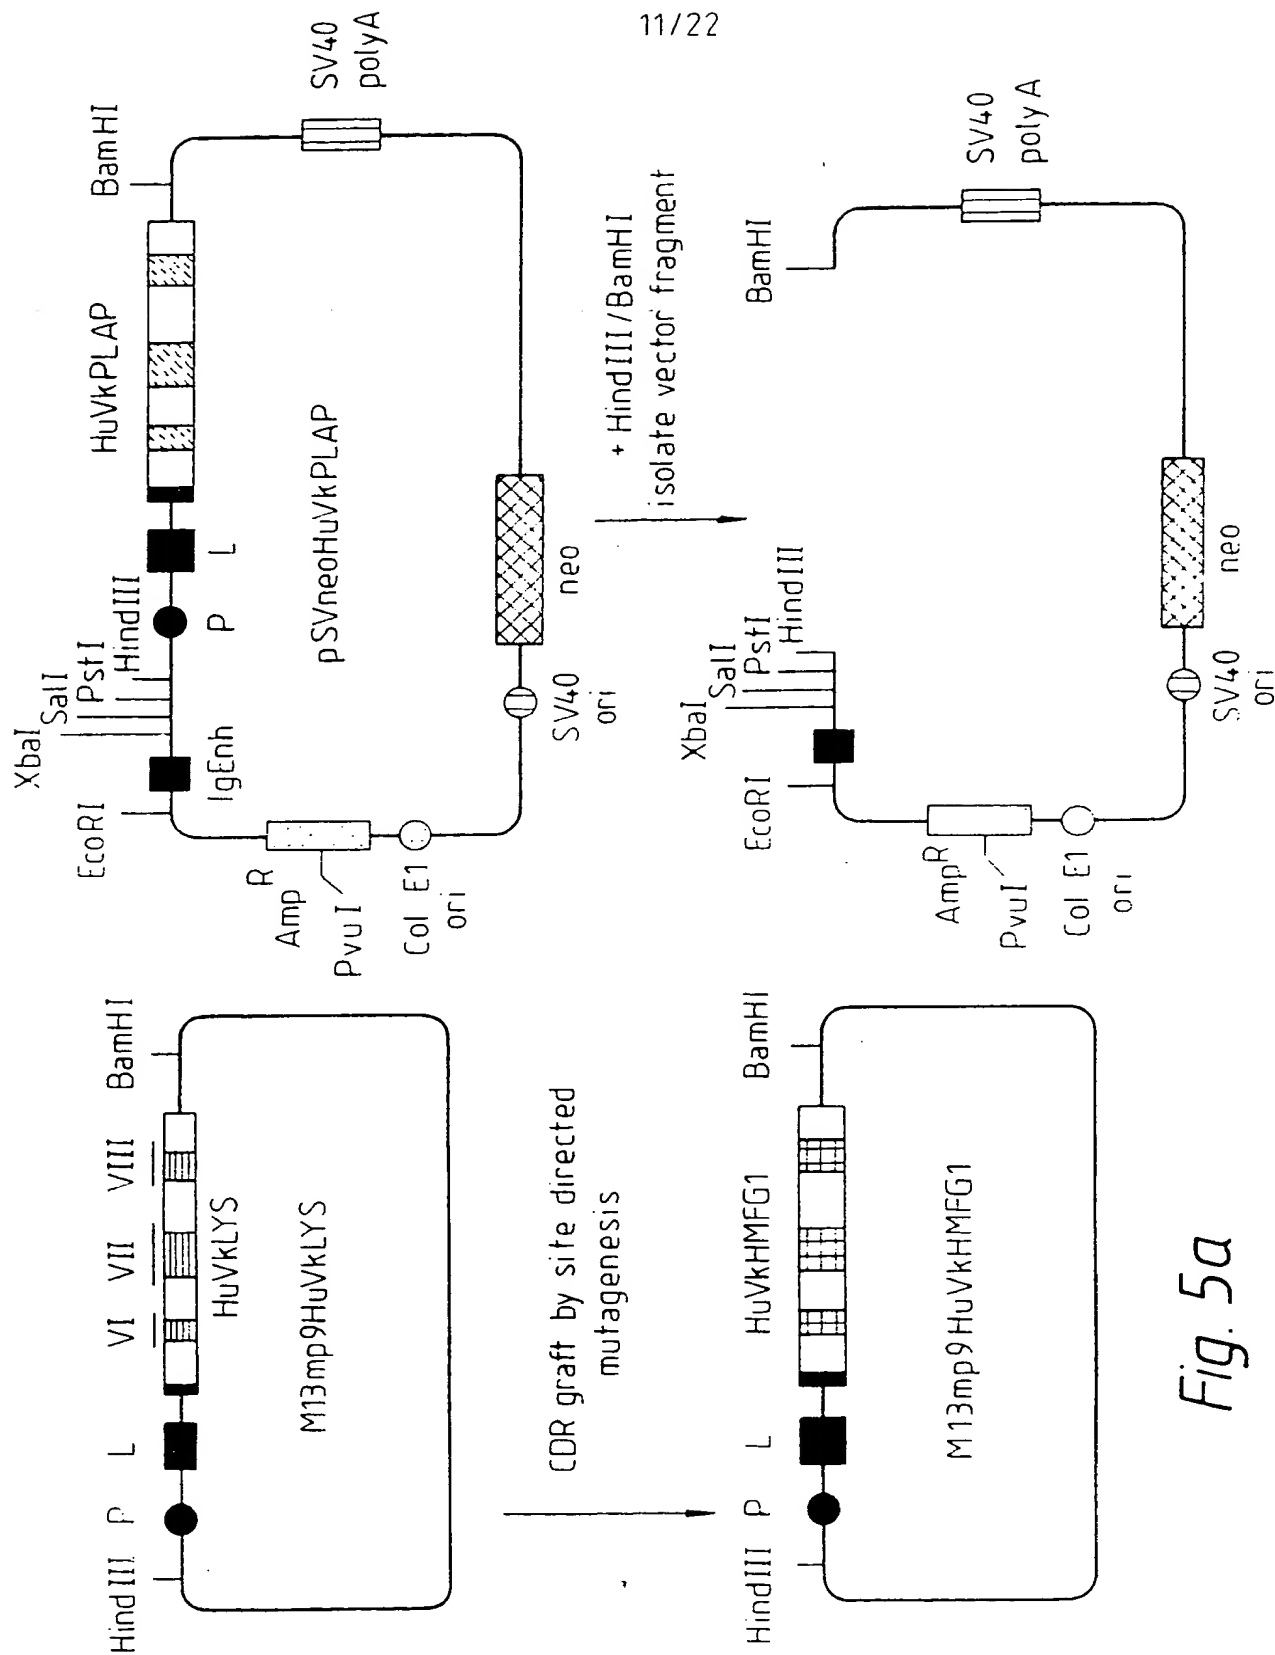 11/22
HindIII P L VI VII VIII BamHI
HuVkLYS
M13mp9HuVkLYS
CDR graft by site directed
mutagenesis
HindIII P L HuVkHMFG1 BamHI
M13mp9HuVkHMFG1
EcoRI
XbaI
SalI
PstI
HindIII
HuVkPLAP
BamHI
IgEnh
P
L
Amp R
PvuI
Col E1
ori
pSVneoHuVkPLAP
SV40
polyA
SV40
ori
neo
+ HindIII/BamHI
isolate vector fragment
EcoRI
XbaI
SalI
PstI
HindIII
BamHI
AmpR
PvuI
Col E1
ori
SV40
polyA
SV40
ori
neo
Fig. 5a